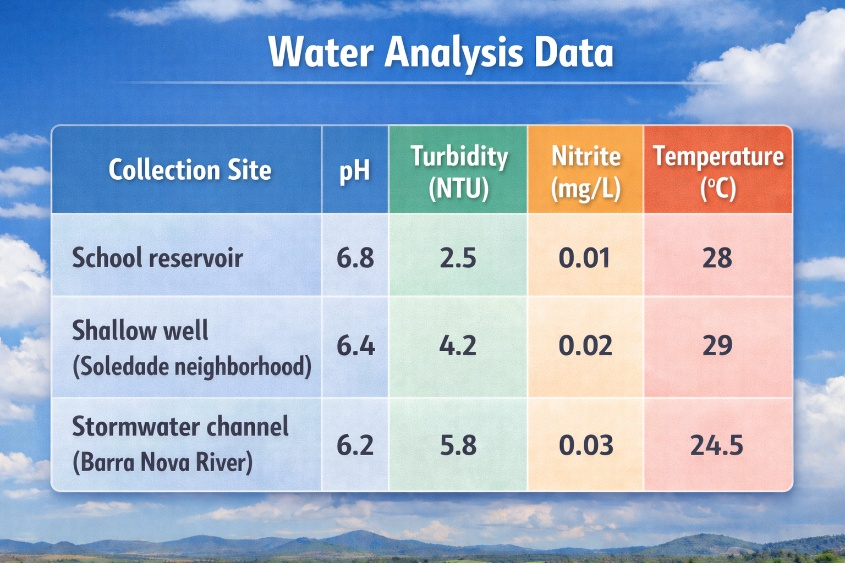 Water Analysis Data
Collection Site pH Turbidity (NTU) Nitrite (mg/L) Temperature (°C)
School reservoir 6.8 2.5 0.01 28
Shallow well
(Soledade neighborhood) 6.4 4.2 0.02 29
Stormwater channel
(Barra Nova River) 6.2 5.8 0.03 24.5